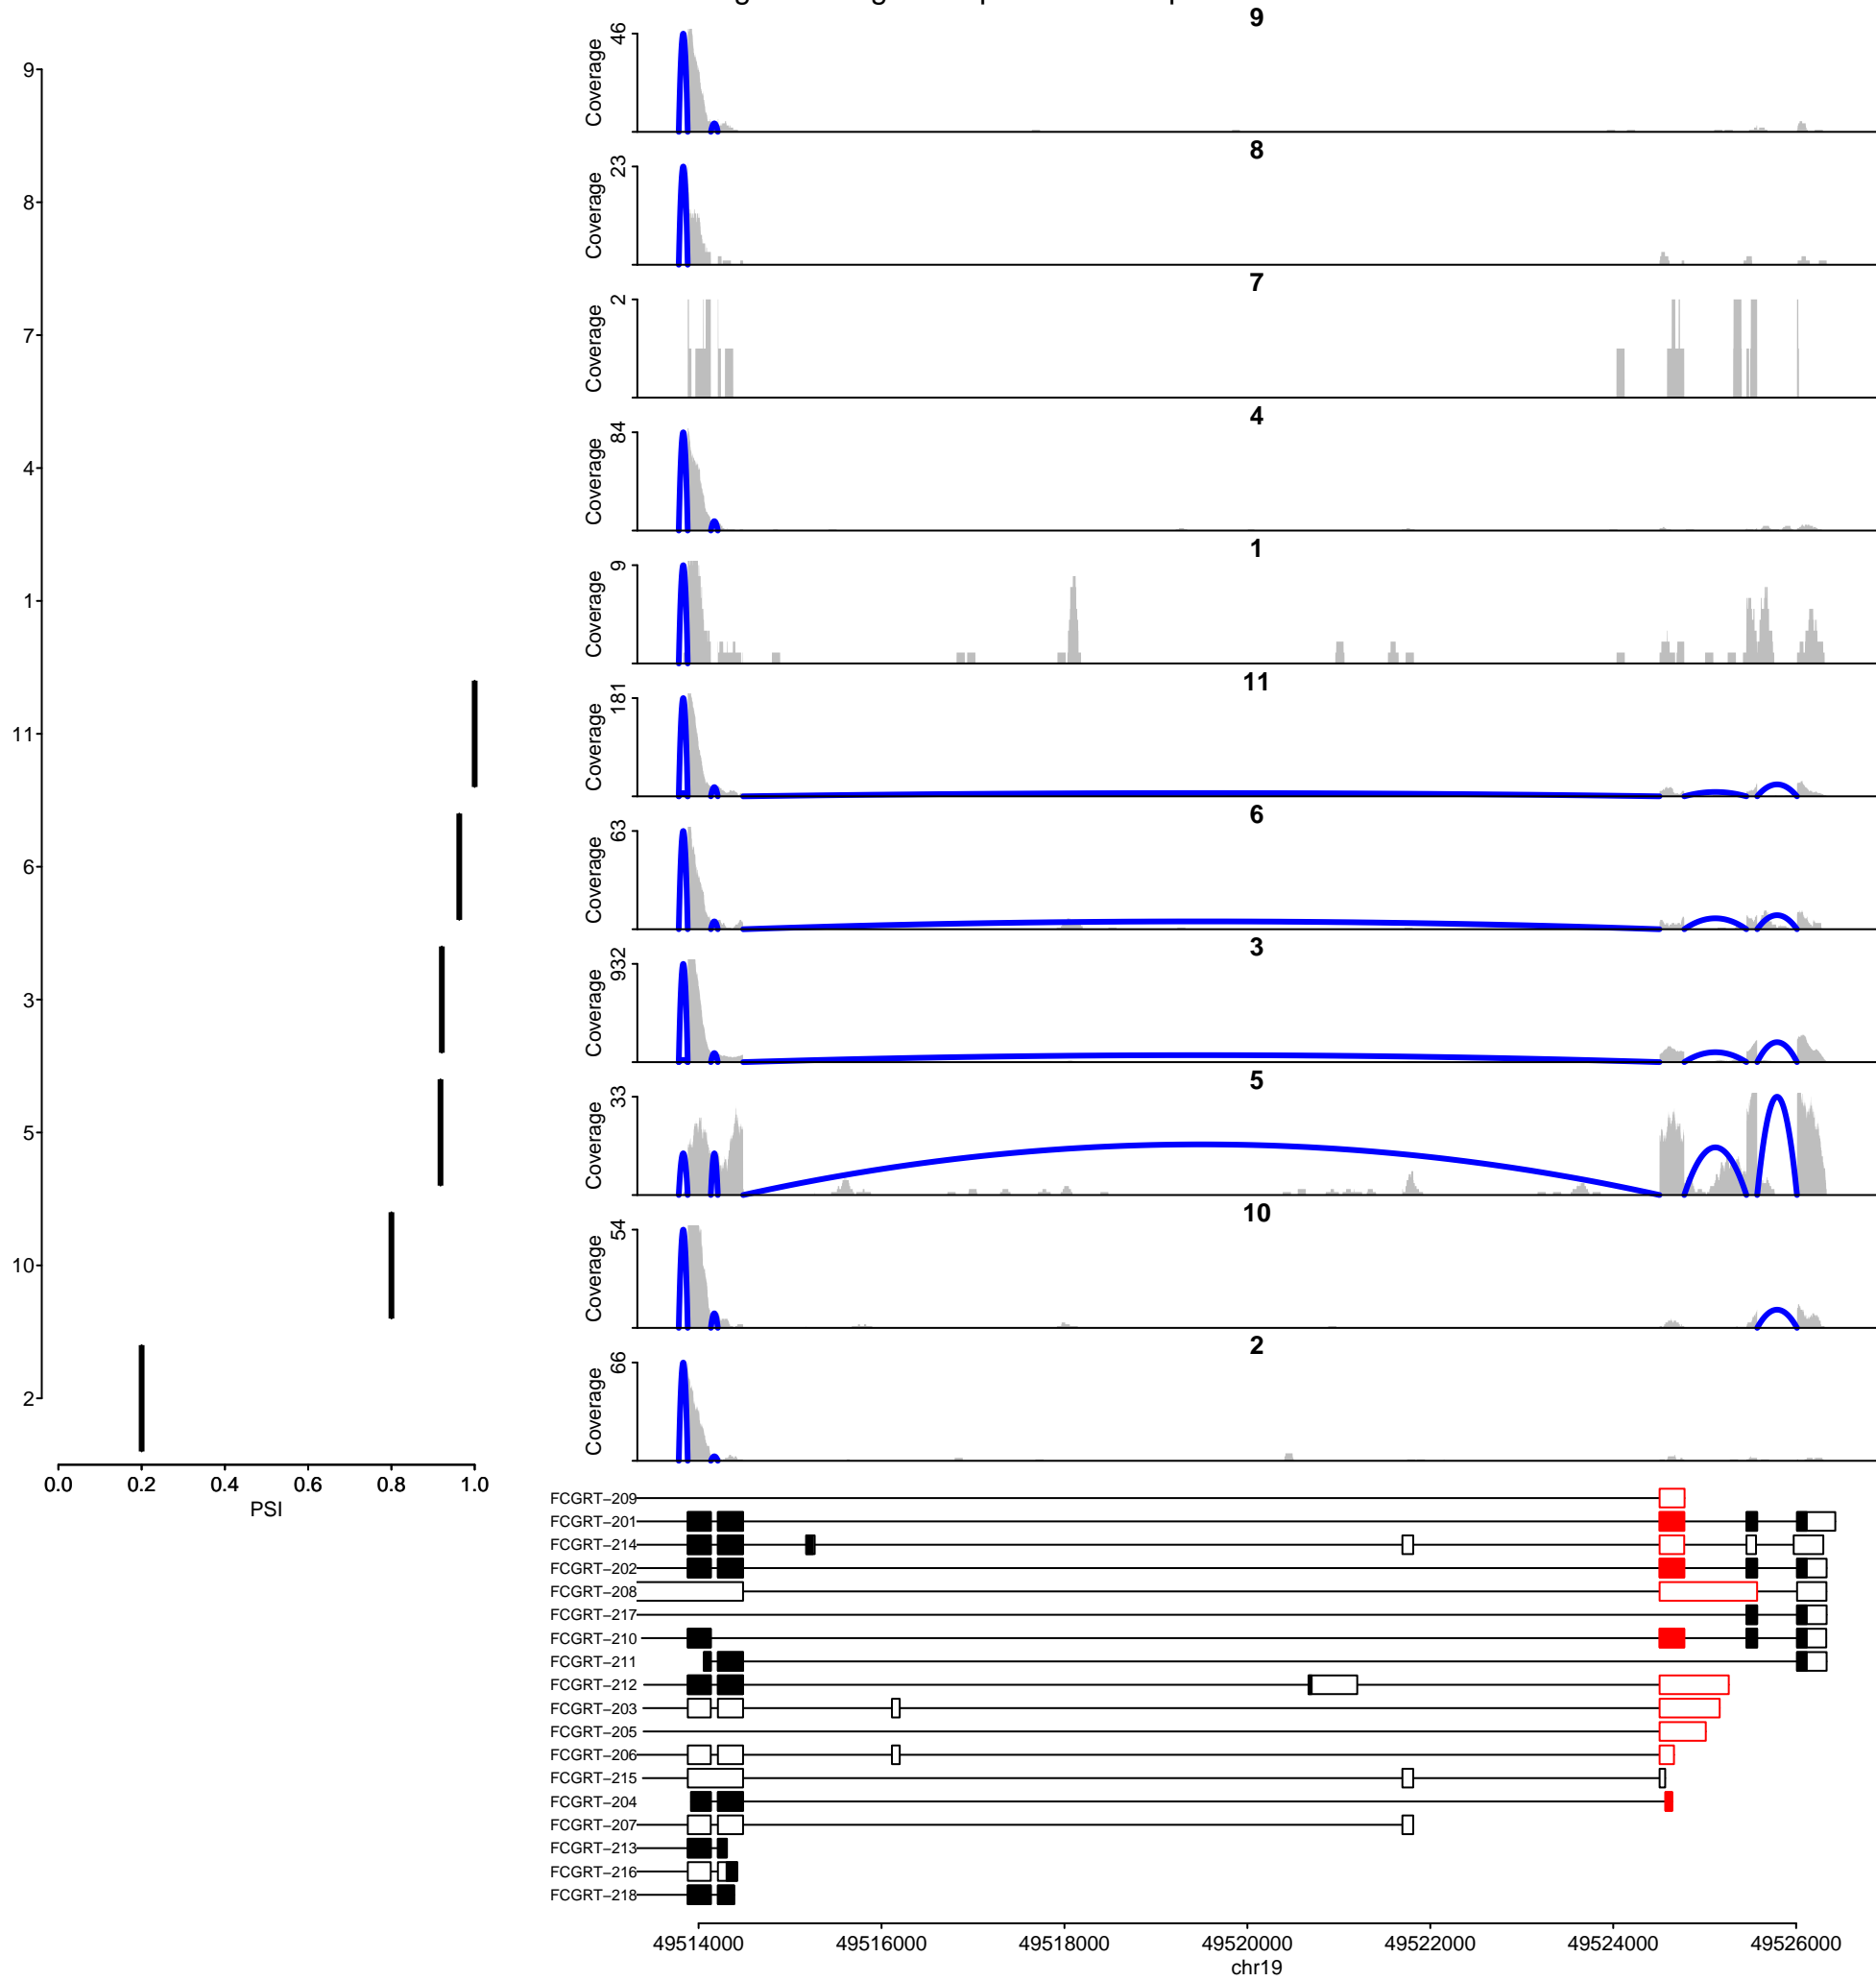 9
46
Coverage
9
8
23
Coverage
8
7
2
Coverage
7
4
84
Coverage
4
1
9
Coverage
1
11
181
Coverage
11
6
63
Coverage
6
3
932
Coverage
3
5
33
Coverage
5
10
54
Coverage
10
2
66
Coverage
2
0.0 0.2 0.4 0.6 0.8 1.0
PSI
FCGRT−209
FCGRT−201
FCGRT−214
FCGRT−202
FCGRT−208
FCGRT−217
FCGRT−210
FCGRT−211
FCGRT−212
FCGRT−203
FCGRT−205
FCGRT−206
FCGRT−215
FCGRT−204
FCGRT−207
FCGRT−213
FCGRT−216
FCGRT−218
49514000 49516000 49518000 49520000 49522000 49524000 49526000
chr19